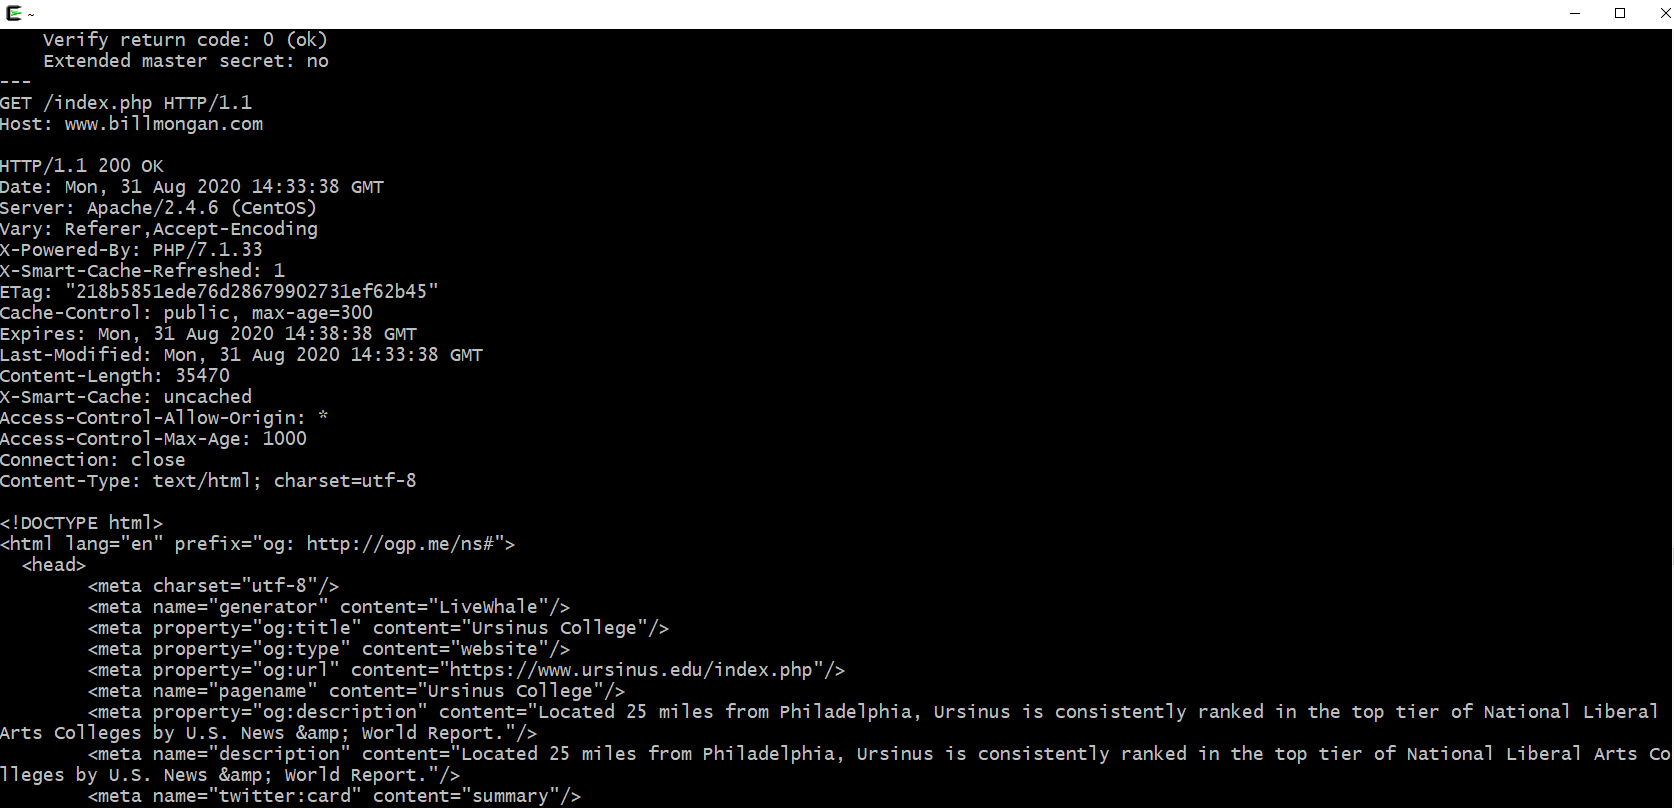 ~
    Verify return code: 0 (ok)
    Extended master secret: no
---
GET /index.php HTTP/1.1
Host: www.billmongan.com

HTTP/1.1 200 OK
Date: Mon, 31 Aug 2020 14:33:38 GMT
Server: Apache/2.4.6 (CentOS)
Vary: Referer,Accept-Encoding
X-Powered-By: PHP/7.1.33
X-Smart-Cache-Refreshed: 1
ETag: "218b5851ede76d28679902731ef62b45"
Cache-Control: public, max-age=300
Expires: Mon, 31 Aug 2020 14:38:38 GMT
Last-Modified: Mon, 31 Aug 2020 14:33:38 GMT
Content-Length: 35470
X-Smart-Cache: uncached
Access-Control-Allow-Origin: *
Access-Control-Max-Age: 1000
Connection: close
Content-Type: text/html; charset=utf-8

<!DOCTYPE html>
<html lang="en" prefix="og: http://ogp.me/ns#">
  <head>
        <meta charset="utf-8"/>
        <meta name="generator" content="LiveWhale"/>
        <meta property="og:title" content="Ursinus College"/>
        <meta property="og:type" content="website"/>
        <meta property="og:url" content="https://www.ursinus.edu/index.php"/>
        <meta name="pagename" content="Ursinus College"/>
        <meta property="og:description" content="Located 25 miles from Philadelphia, Ursinus is consistently ranked in the top tier of National Liberal
Arts Colleges by U.S. News &amp; World Report."/>
        <meta name="description" content="Located 25 miles from Philadelphia, Ursinus is consistently ranked in the top tier of National Liberal Arts Co
lleges by U.S. News &amp; World Report."/>
        <meta name="twitter:card" content="summary"/>